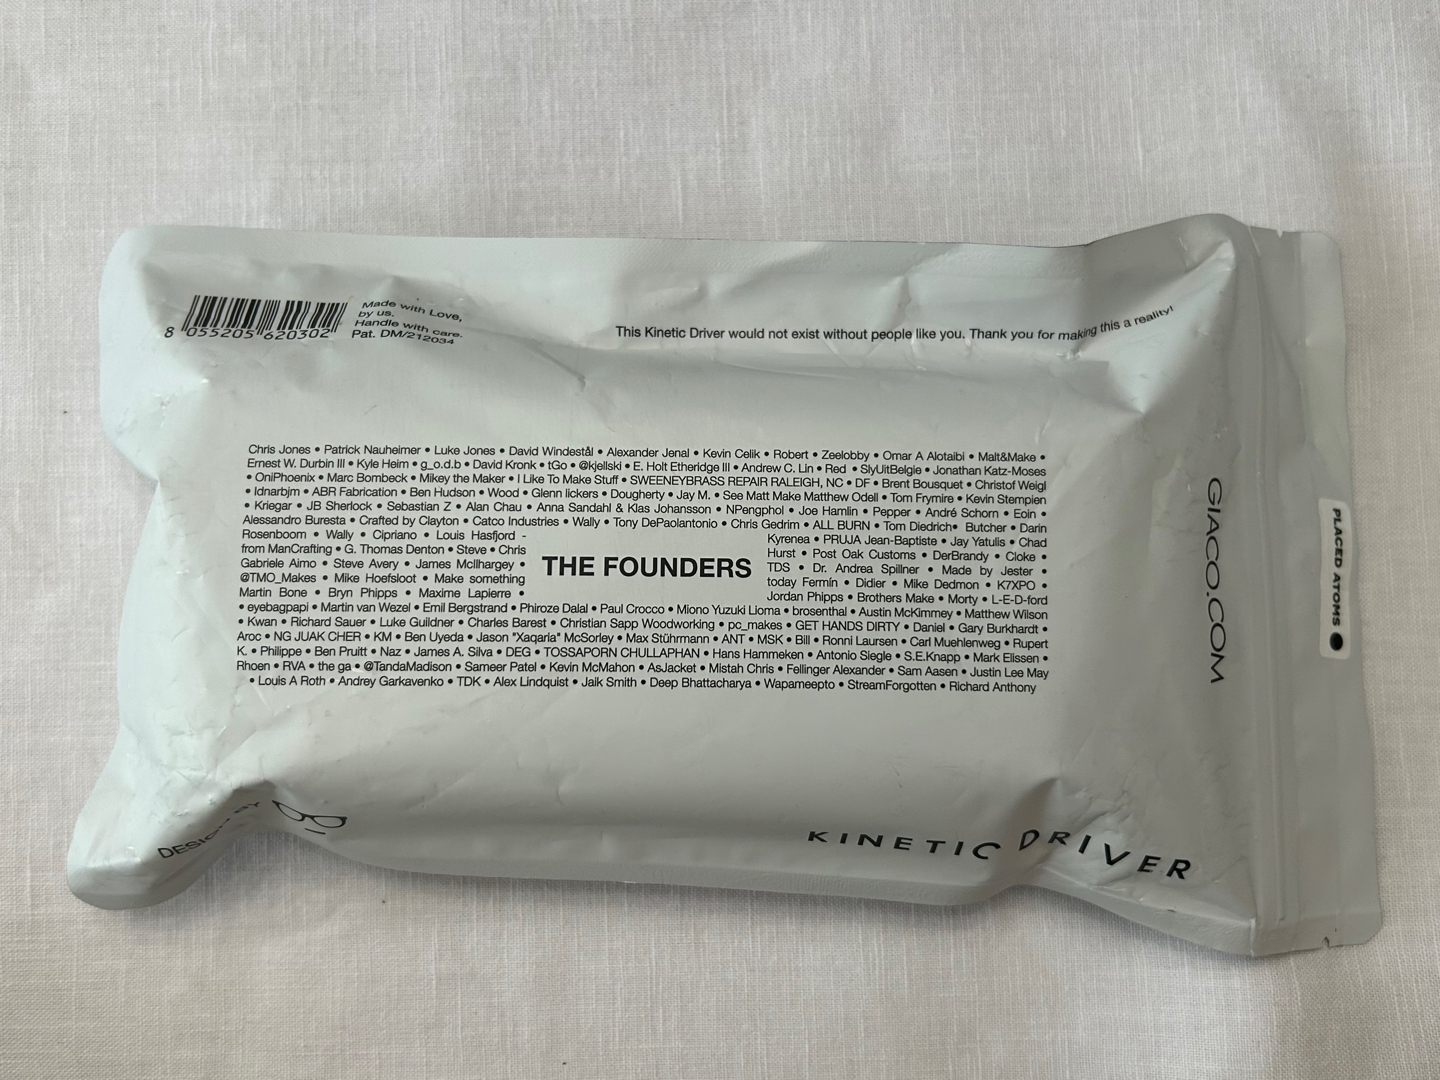 8 055205 620302
Made with Love,
by us.
Handle with care.
Pat. DM/212034
This Kinetic Driver would not exist without people like you. Thank you for making this a reality!
Chris Jones • Patrick Nauheimer • Luke Jones • David Windestål • Alexander Jenal • Kevin Celik • Robert • Zeelobby • Omar A Alotaibi • Malt&Make •
Ernest W. Durbin III • Kyle Heim • g_o.d.b • David Kronk • tGo • @kjellski • E. Holt Etheridge III • Andrew C. Lin • Red • SlyUitBelgie • Jonathan Katz-Moses
• OniPhoenix • Marc Bombeck • Mikey the Maker • I Like To Make Stuff • SWEENEYBRASS REPAIR RALEIGH, NC • DF • Brent Bousquet • Christof Weigl
• Idnarbjm • ABR Fabrication • Ben Hudson • Wood • Glenn lickers • Dougherty • Jay M. • See Matt Make Matthew Odell • Tom Frymire • Kevin Stempien
• Kriegar • JB Sherlock • Sebastian Z • Alan Chau • Anna Sandahl & Klas Johansson • NPengphol • Joe Hamlin • Pepper • André Schorn • Eoin •
Alessandro Buresta • Crafted by Clayton • Catco Industries • Wally • Tony DePaolantonio • Chris Gedrim • ALL BURN • Tom Diedrich• Butcher • Darin
Rosenboom • Wally • Cipriano • Louis Hasfjord -
from ManCrafting • G. Thomas Denton • Steve • Chris
Gabriele Aimo • Steve Avery • James McIlhargey •
@TMO_Makes • Mike Hoefsloot • Make something
Martin Bone • Bryn Phipps • Maxime Lapierre •
THE FOUNDERS
Kyrenea • PRUJA Jean-Baptiste • Jay Yatulis • Chad
Hurst • Post Oak Customs • DerBrandy • Cloke •
TDS • Dr. Andrea Spillner • Made by Jester •
today Fermín • Didier • Mike Dedmon • K7XPO •
Jordan Phipps • Brothers Make • Morty • L-E-D-ford
• eyebagpapi • Martin van Wezel • Emil Bergstrand • Phiroze Dalal • Paul Crocco • Miono Yuzuki Lioma • brosenthal • Austin McKimmey • Matthew Wilson
• Kwan • Richard Sauer • Luke Guildner • Charles Barest • Christian Sapp Woodworking • pc_makes • GET HANDS DIRTY • Daniel • Gary Burkhardt •
Aroc • NG JUAK CHER • KM • Ben Uyeda • Jason "Xaqaria" McSorley • Max Stührmann • ANT • MSK • Bill • Ronni Laursen • Carl Muehlenweg • Rupert
K. • Philippe • Ben Pruitt • Naz • James A. Silva • DEG • TOSSAPORN CHULLAPHAN • Hans Hammeken • Antonio Siegle • S.E.Knapp • Mark Elissen •
Rhoen • RVA • the ga • @TandaMadison • Sameer Patel • Kevin McMahon • AsJacket • Mistah Chris • Fellinger Alexander • Sam Aasen • Justin Lee May
• Louis A Roth • Andrey Garkavenko • TDK • Alex Lindquist • Jaik Smith • Deep Bhattacharya • Wapameepto • StreamForgotten • Richard Anthony
DESIGN BY
KINETIC DRIVER
GIACO.COM
PLACED ATOMS